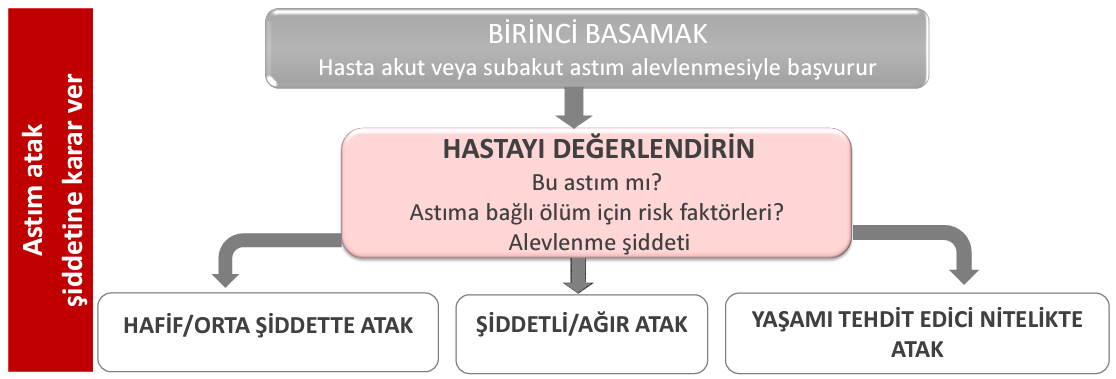 Astım atak
şiddetine karar ver
BİRİNCİ BASAMAK
Hasta akut veya subakut astım alevlenmesiyle başvurur
HASTAYI DEĞERLENDİRİN
Bu astım mı?
Astıma bağlı ölüm için risk faktörleri?
Alevlenme şiddeti
HAFİF/ORTA ŞİDDETTE ATAK
ŞİDDETLİ/AĞIR ATAK
YAŞAMI TEHDİT EDİCİ NİTELİKTE
ATAK